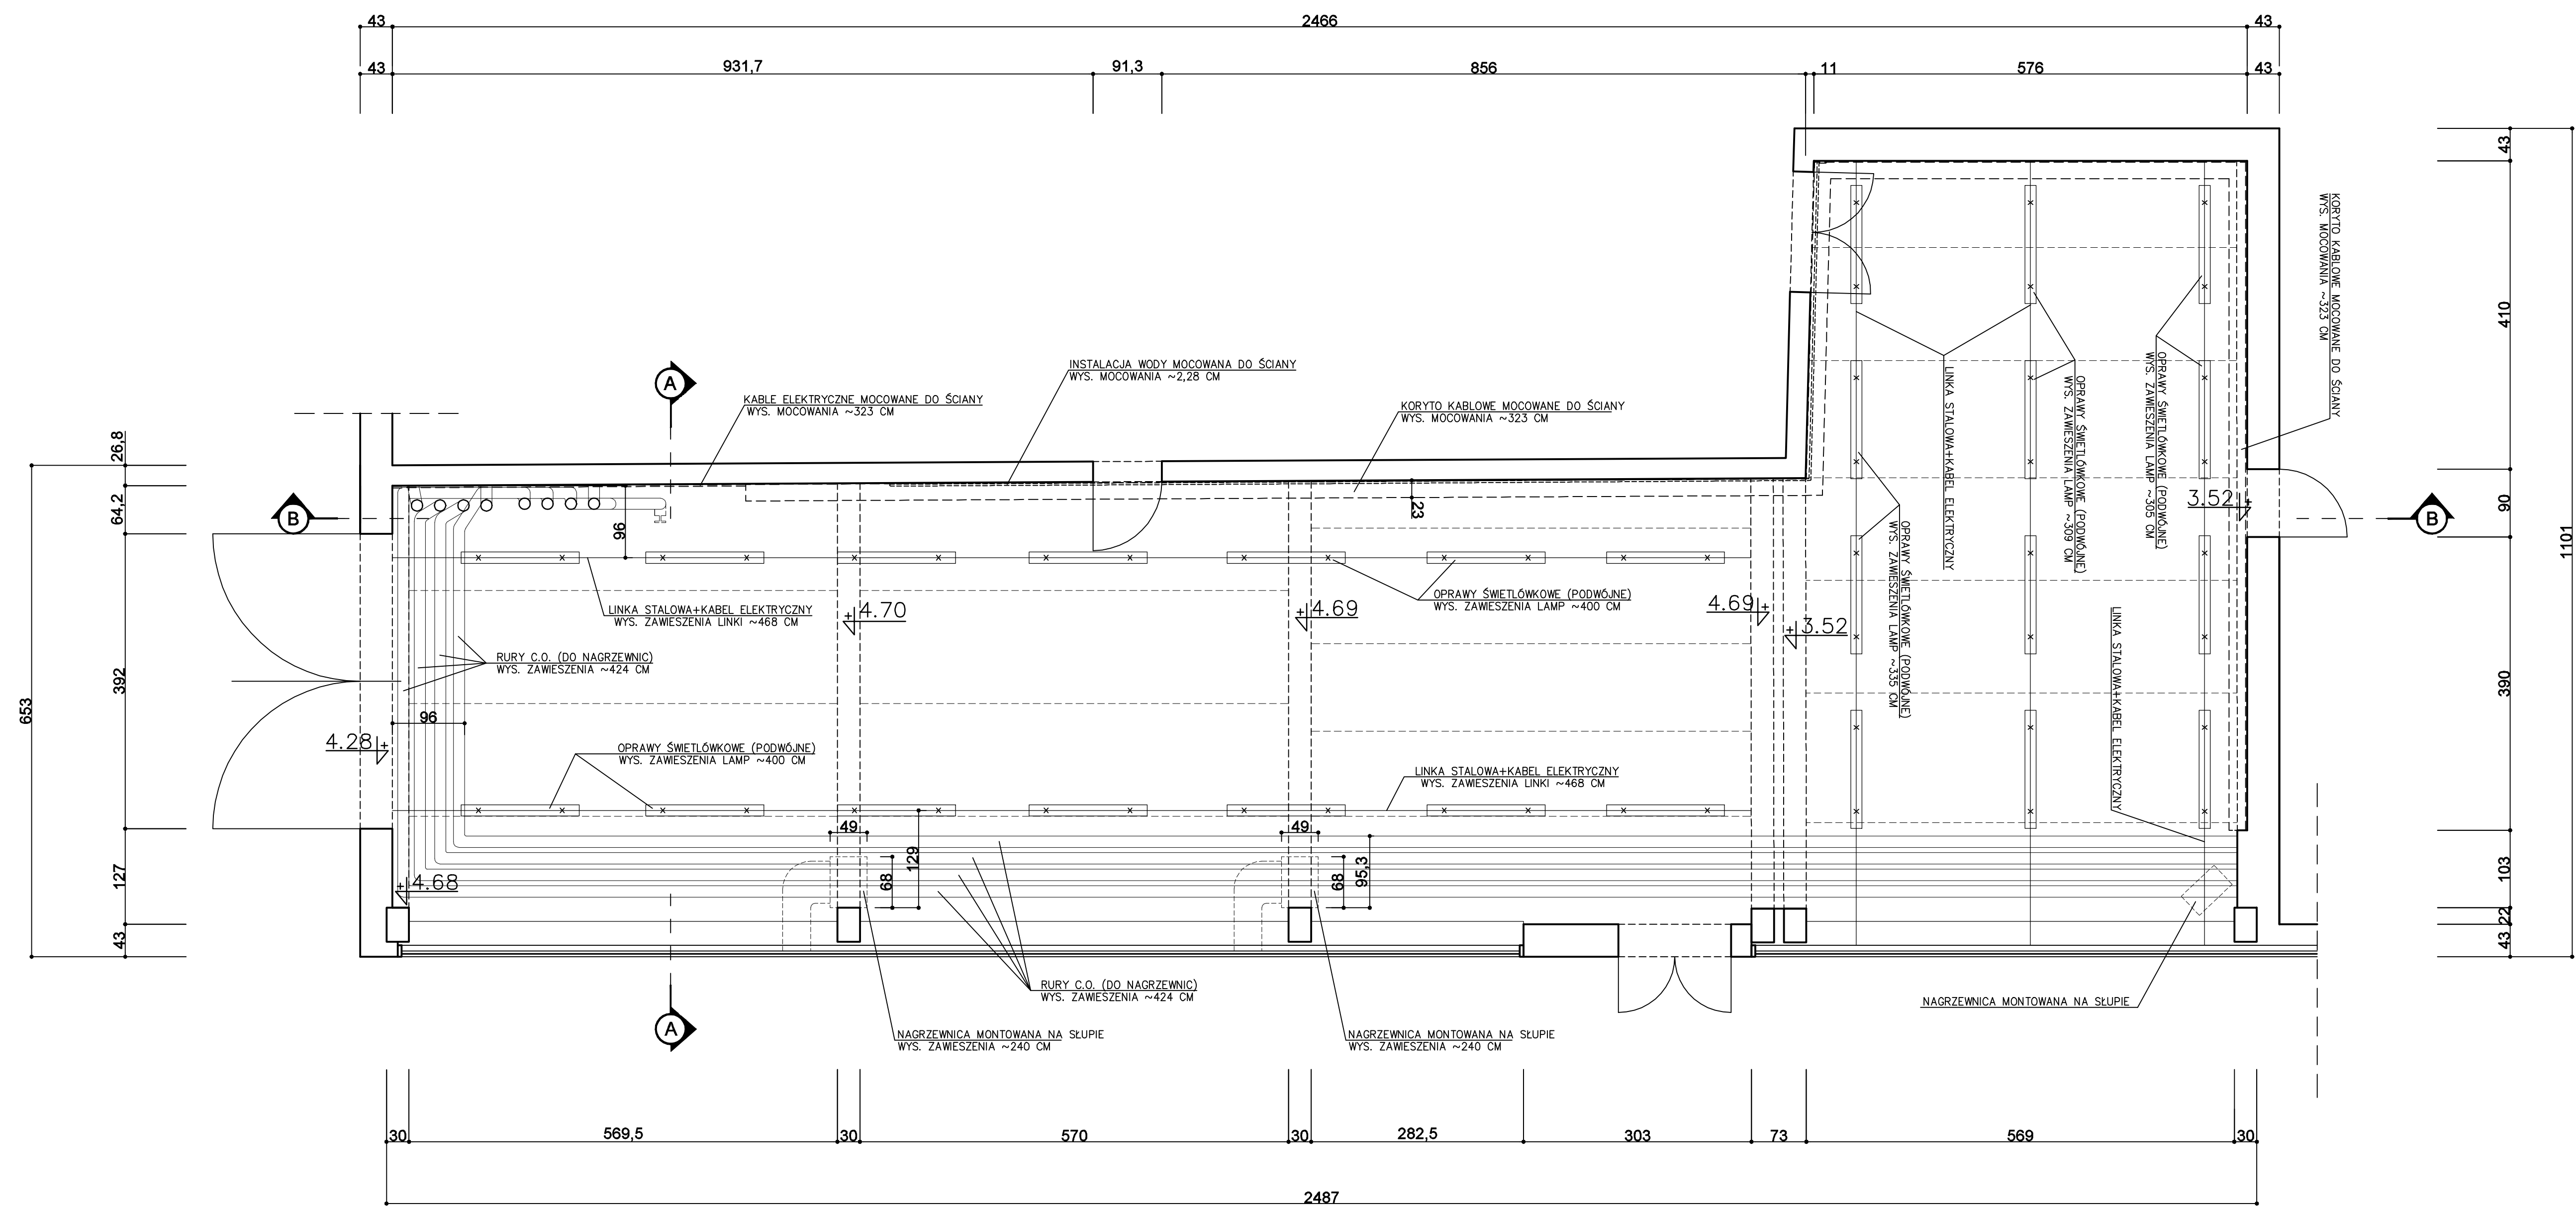 43
2466
43
43
931,7
91,3
856
11
576
43
43
410
90
390
103
22
43
1101
26,8
64,2
392
127
43
653
A
INSTALACJA WODY MOCOWANA DO ŚCIANY
WYS. MOCOWANIA ~2,28 CM
KABLE ELEKTRYCZNE MOCOWANE DO ŚCIANY
WYS. MOCOWANIA ~323 CM
KORYTO KABLOWE MOCOWANE DO ŚCIANY
WYS. MOCOWANIA ~323 CM
KORYTO KABLOWE MOCOWANE DO ŚCIANY
WYS. MOCOWANIA ~323 CM
OPRAWY ŚWIETLÓWKOWE (PODWÓJNE)
WYS. ZAWIESZENIA LAMP ~305 CM
OPRAWY ŚWIETLÓWKOWE (PODWÓJNE)
WYS. ZAWIESZENIA LAMP ~309 CM
LINKA STALOWA+KABEL ELEKTRYCZNY
OPRAWY ŚWIETLÓWKOWE (PODWÓJNE)
WYS. ZAWIESZENIA LAMP ~335 CM
LINKA STALOWA+KABEL ELEKTRYCZNY
B
B
3.52
23
96
LINKA STALOWA+KABEL ELEKTRYCZNY
WYS. ZAWIESZENIA LINKI ~468 CM
4.70
4.69
OPRAWY ŚWIETLÓWKOWE (PODWÓJNE)
WYS. ZAWIESZENIA LAMP ~400 CM
4.69
3.52
RURY C.O. (DO NAGRZEWNIC)
WYS. ZAWIESZENIA ~424 CM
96
4.28
OPRAWY ŚWIETLÓWKOWE (PODWÓJNE)
WYS. ZAWIESZENIA LAMP ~400 CM
LINKA STALOWA+KABEL ELEKTRYCZNY
WYS. ZAWIESZENIA LINKI ~468 CM
49
68
129
49
68
95,3
4.68
RURY C.O. (DO NAGRZEWNIC)
WYS. ZAWIESZENIA ~424 CM
NAGRZEWNICA MONTOWANA NA SŁUPIE
A
NAGRZEWNICA MONTOWANA NA SŁUPIE
WYS. ZAWIESZENIA ~240 CM
NAGRZEWNICA MONTOWANA NA SŁUPIE
WYS. ZAWIESZENIA ~240 CM
30
569,5
30
570
30
282,5
303
73
569
30
2487